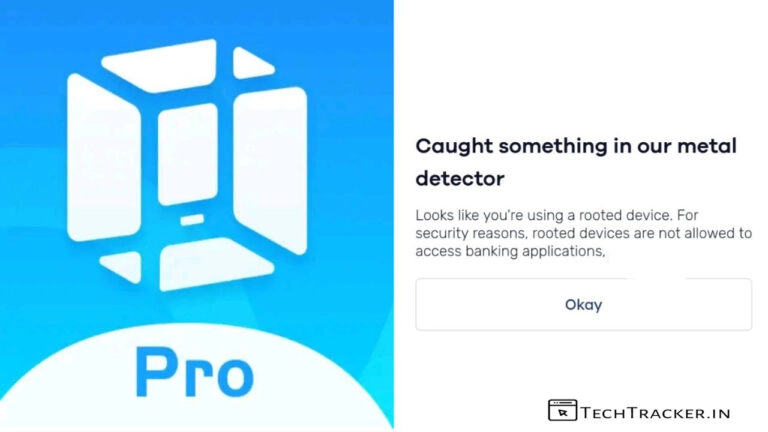 Pro
Caught something in our metal
detector
Looks like you're using a rooted device. For
security reasons, rooted devices are not allowed to
access banking applications,
Okay
TECHTRACKER.IN